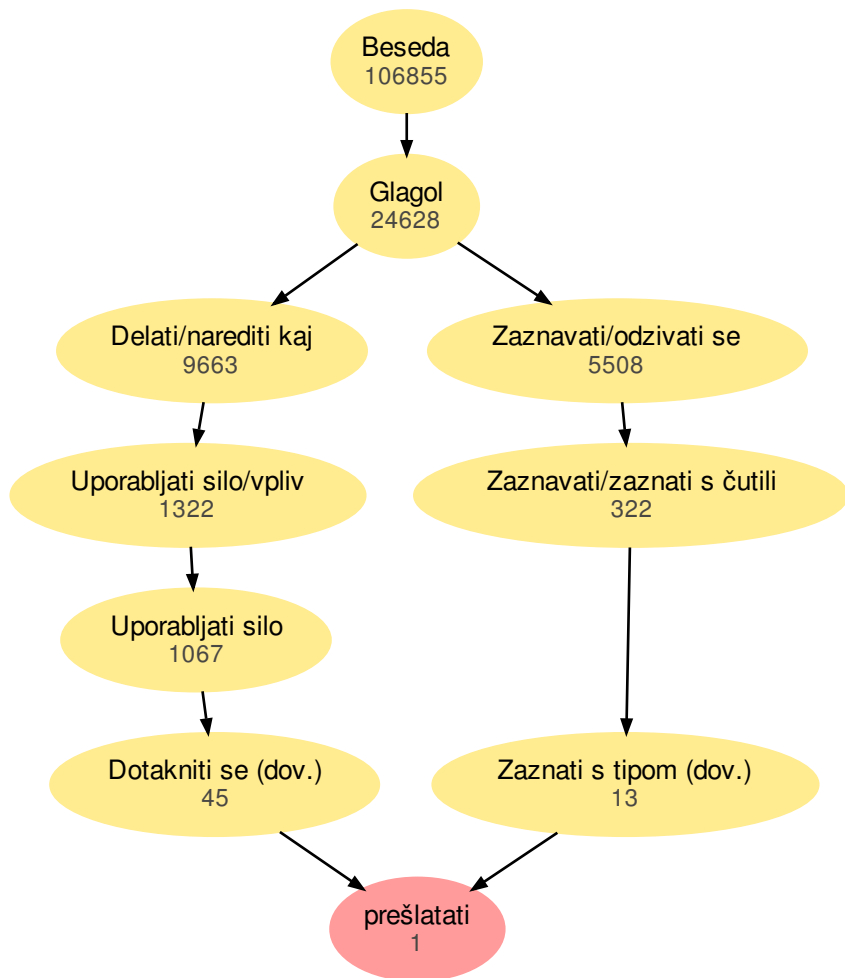 Beseda
106855
Glagol
24628
Delati/narediti kaj
9663
Zaznavati/odzivati se
5508
Uporabljati silo/vpliv
1322
Zaznavati/zaznati s čutili
322
Uporabljati silo
1067
Dotakniti se (dov.)
45
Zaznati s tipom (dov.)
13
prešlatati
1